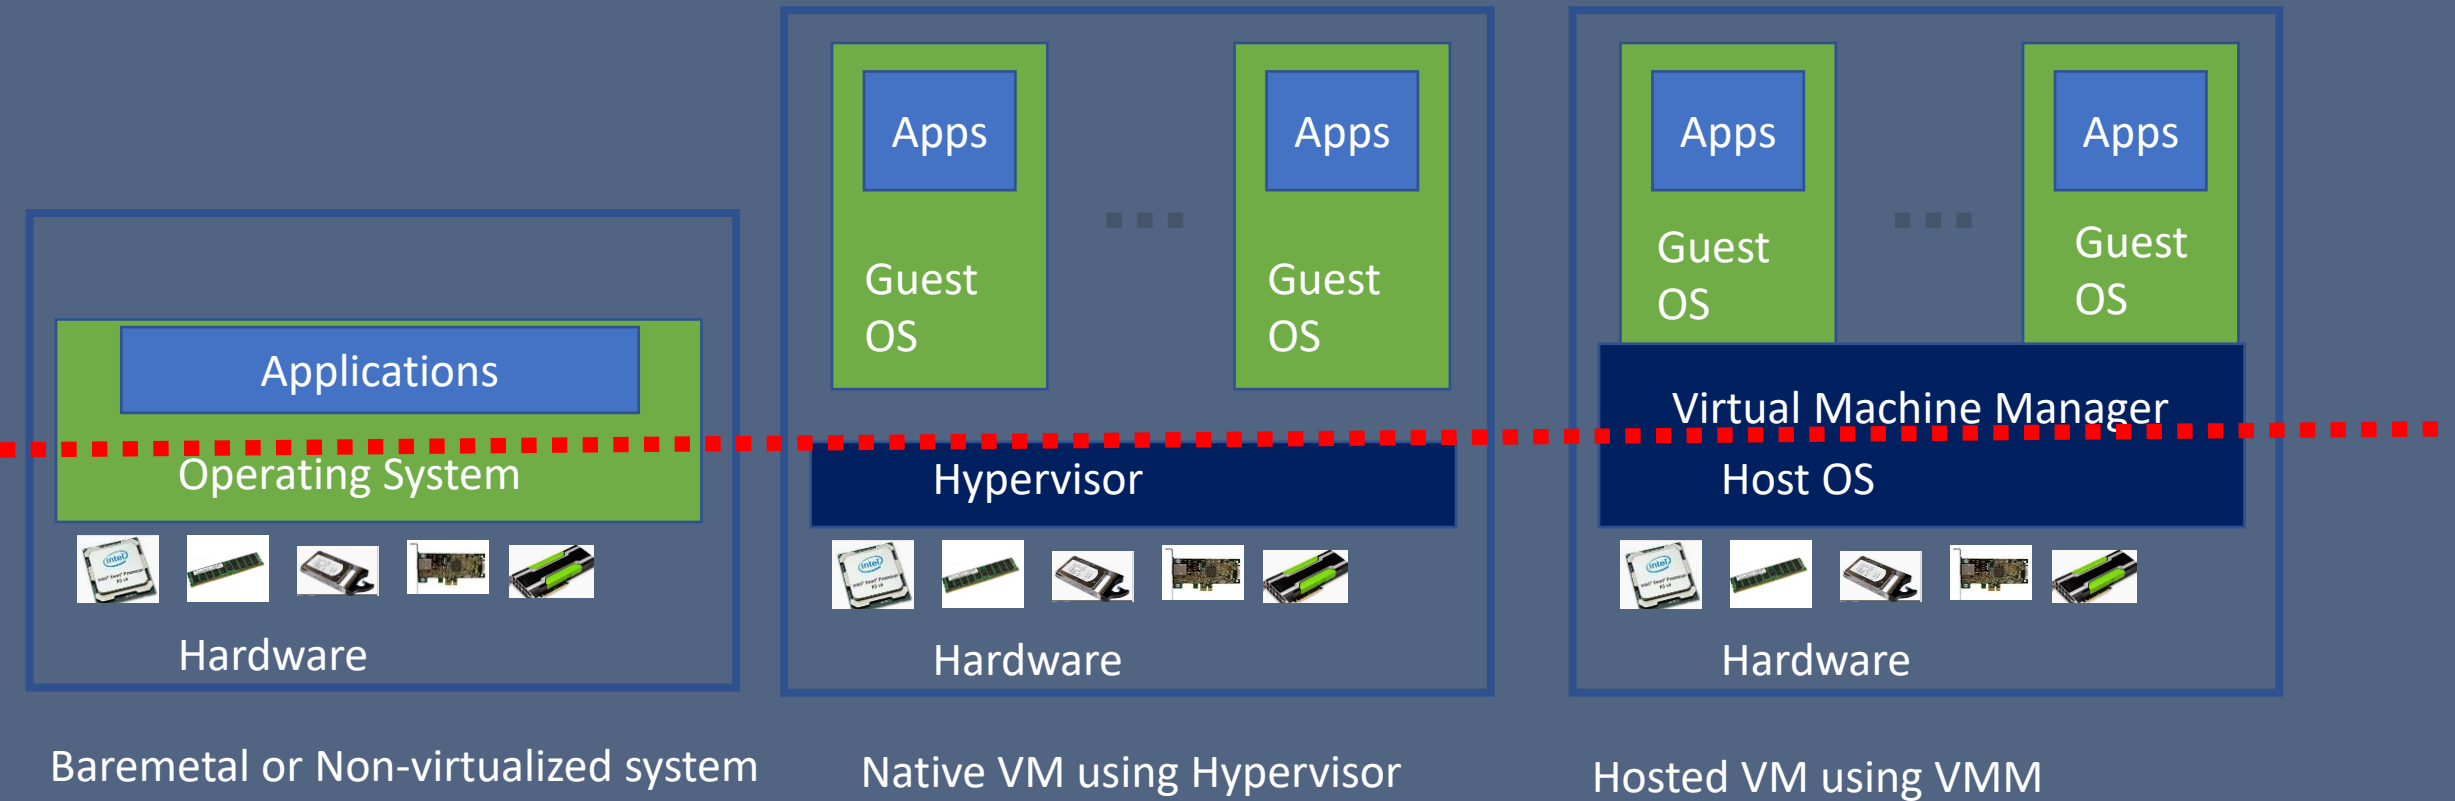 Applications
Operating System
Hardware
Baremetal or Non-virtualized system
Apps
Guest
OS
Apps
Guest
OS
Hypervisor
Hardware
Native VM using Hypervisor
Apps
Guest
OS
Apps
Guest
OS
Virtual Machine Manager
Host OS
Hardware
Hosted VM using VMM